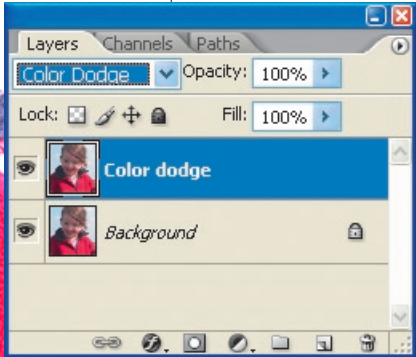 Layers Channels Paths
Color Dodge Opacity: 100%
Lock: Fill: 100%
Color dodge
Background